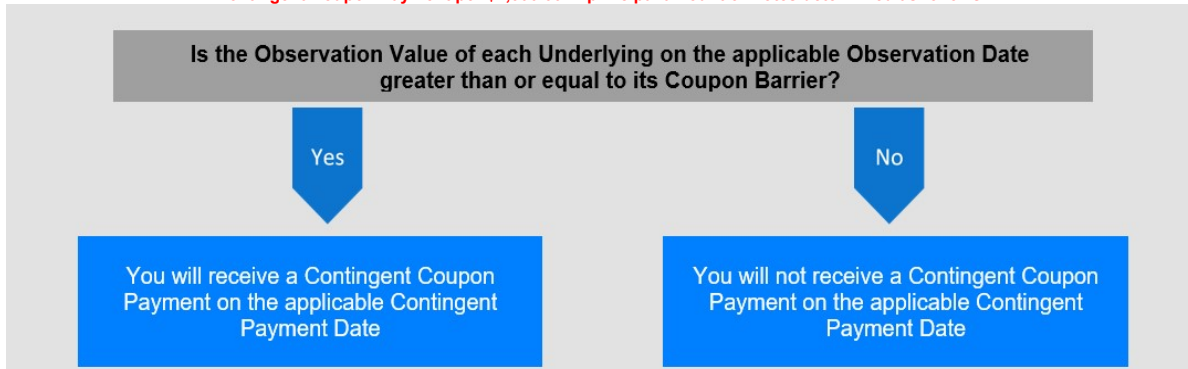 Is the Observation Value of each Underlying on the applicable Observation Date
greater than or equal to its Coupon Barrier?
Yes
No
You will receive a Contingent Coupon
Payment on the applicable Contingent
Payment Date
You will not receive a Contingent Coupon
Payment on the applicable Contingent
Payment Date